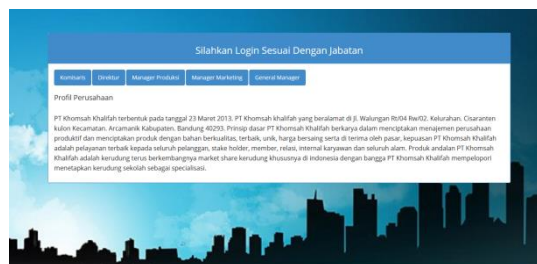 Silahkan Login Sesuai Dengan Jabatan
Komisaris Direktur Manager Produksi Manager Marketing General Manager
Profil Perusahaan
PT Khomsah Khalifah terbentuk pada tanggal 23 Maret 2013. PT Khomsah khalifah yang beralamat di Jl. Walungan Rt/04 Rw/02. Kelurahan. Cisaranten
kulon Kecamatan. Arcamanik Kabupaten. Bandung 40293. Prinsip dasar PT Khomsah Khalifah berkarya dalam menciptakan menajemen perusahaan
produktif dan menciptakan produk dengan bahan berkualitas, terbaik, unik, harga bersaing serta di terima oleh pasar, kepuasan PT Khomsah Khalifah
adalah pelayanan terbaik kepada seluruh pelanggan, stake holder, member, relasi, internal karyawan dan seluruh alam. Produk andalan PT Khomsah
Khalifah adalah kerudung terus berkembangnya market share kerudung khususnya di indonesia dengan bangga PT Khomsah Khalifah mempelopori
menetapkan kerudung sekolah sebagai specialisasi.